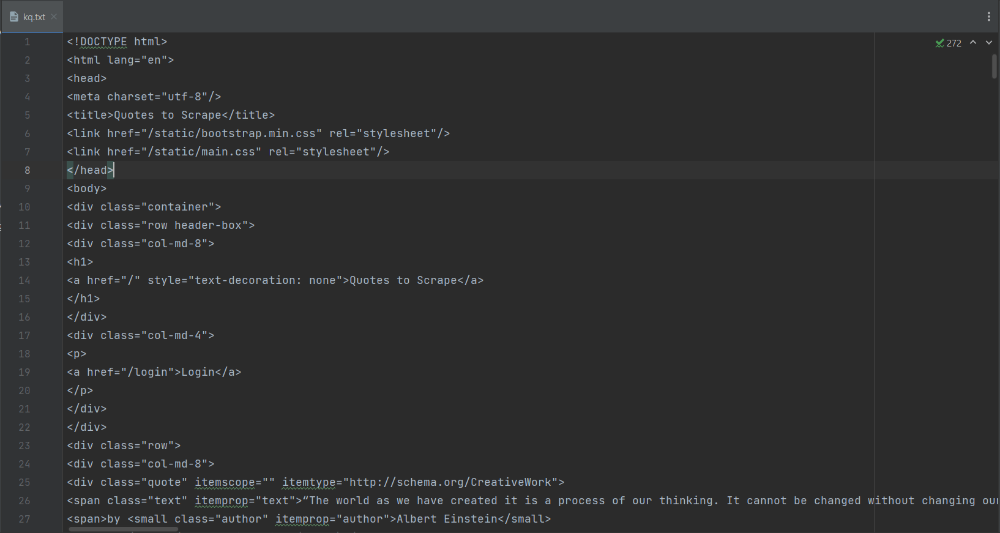 kq.txt
272
1 <!DOCTYPE html>
2 <html lang="en">
3 <head>
4 <meta charset="utf-8"/>
5 <title>Quotes to Scrape</title>
6 <link href="/static/bootstrap.min.css" rel="stylesheet"/>
7 <link href="/static/main.css" rel="stylesheet"/>
8 </head>
9 <body>
10 <div class="container">
11 <div class="row header-box">
12 <div class="col-md-8">
13 <h1>
14 <a href="/" style="text-decoration: none">Quotes to Scrape</a>
15 </h1>
16 </div>
17 <div class="col-md-4">
18 <p>
19 <a href="/login">Login</a>
20 </p>
21 </div>
22 </div>
23 <div class="row">
24 <div class="col-md-8">
25 <div class="quote" itemscope="" itemtype="http://schema.org/CreativeWork">
26 <span class="text" itemprop="text">“The world as we have created it is a process of our thinking. It cannot be changed without changing
27 <span>by <small class="author" itemprop="author">Albert Einstein</small>